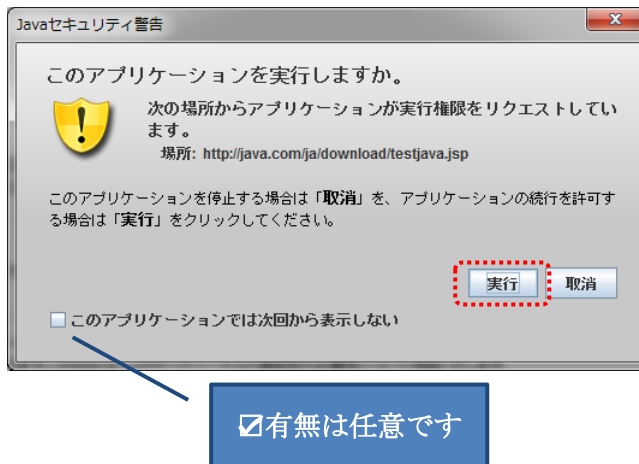 Javaセキュリティ警告
このアプリケーションを実行しますか。
次の場所からアプリケーションが実行権限をリクエストしてい
ます。
場所: http://java.com/ja/download/testjava.jsp
このアプリケーションを停止する場合は「取消」を、アプリケーションの続行を許可す
る場合は「実行」をクリックしてください。
実行 取消
このアプリケーションでは次回から表示しない
☑有無は任意です